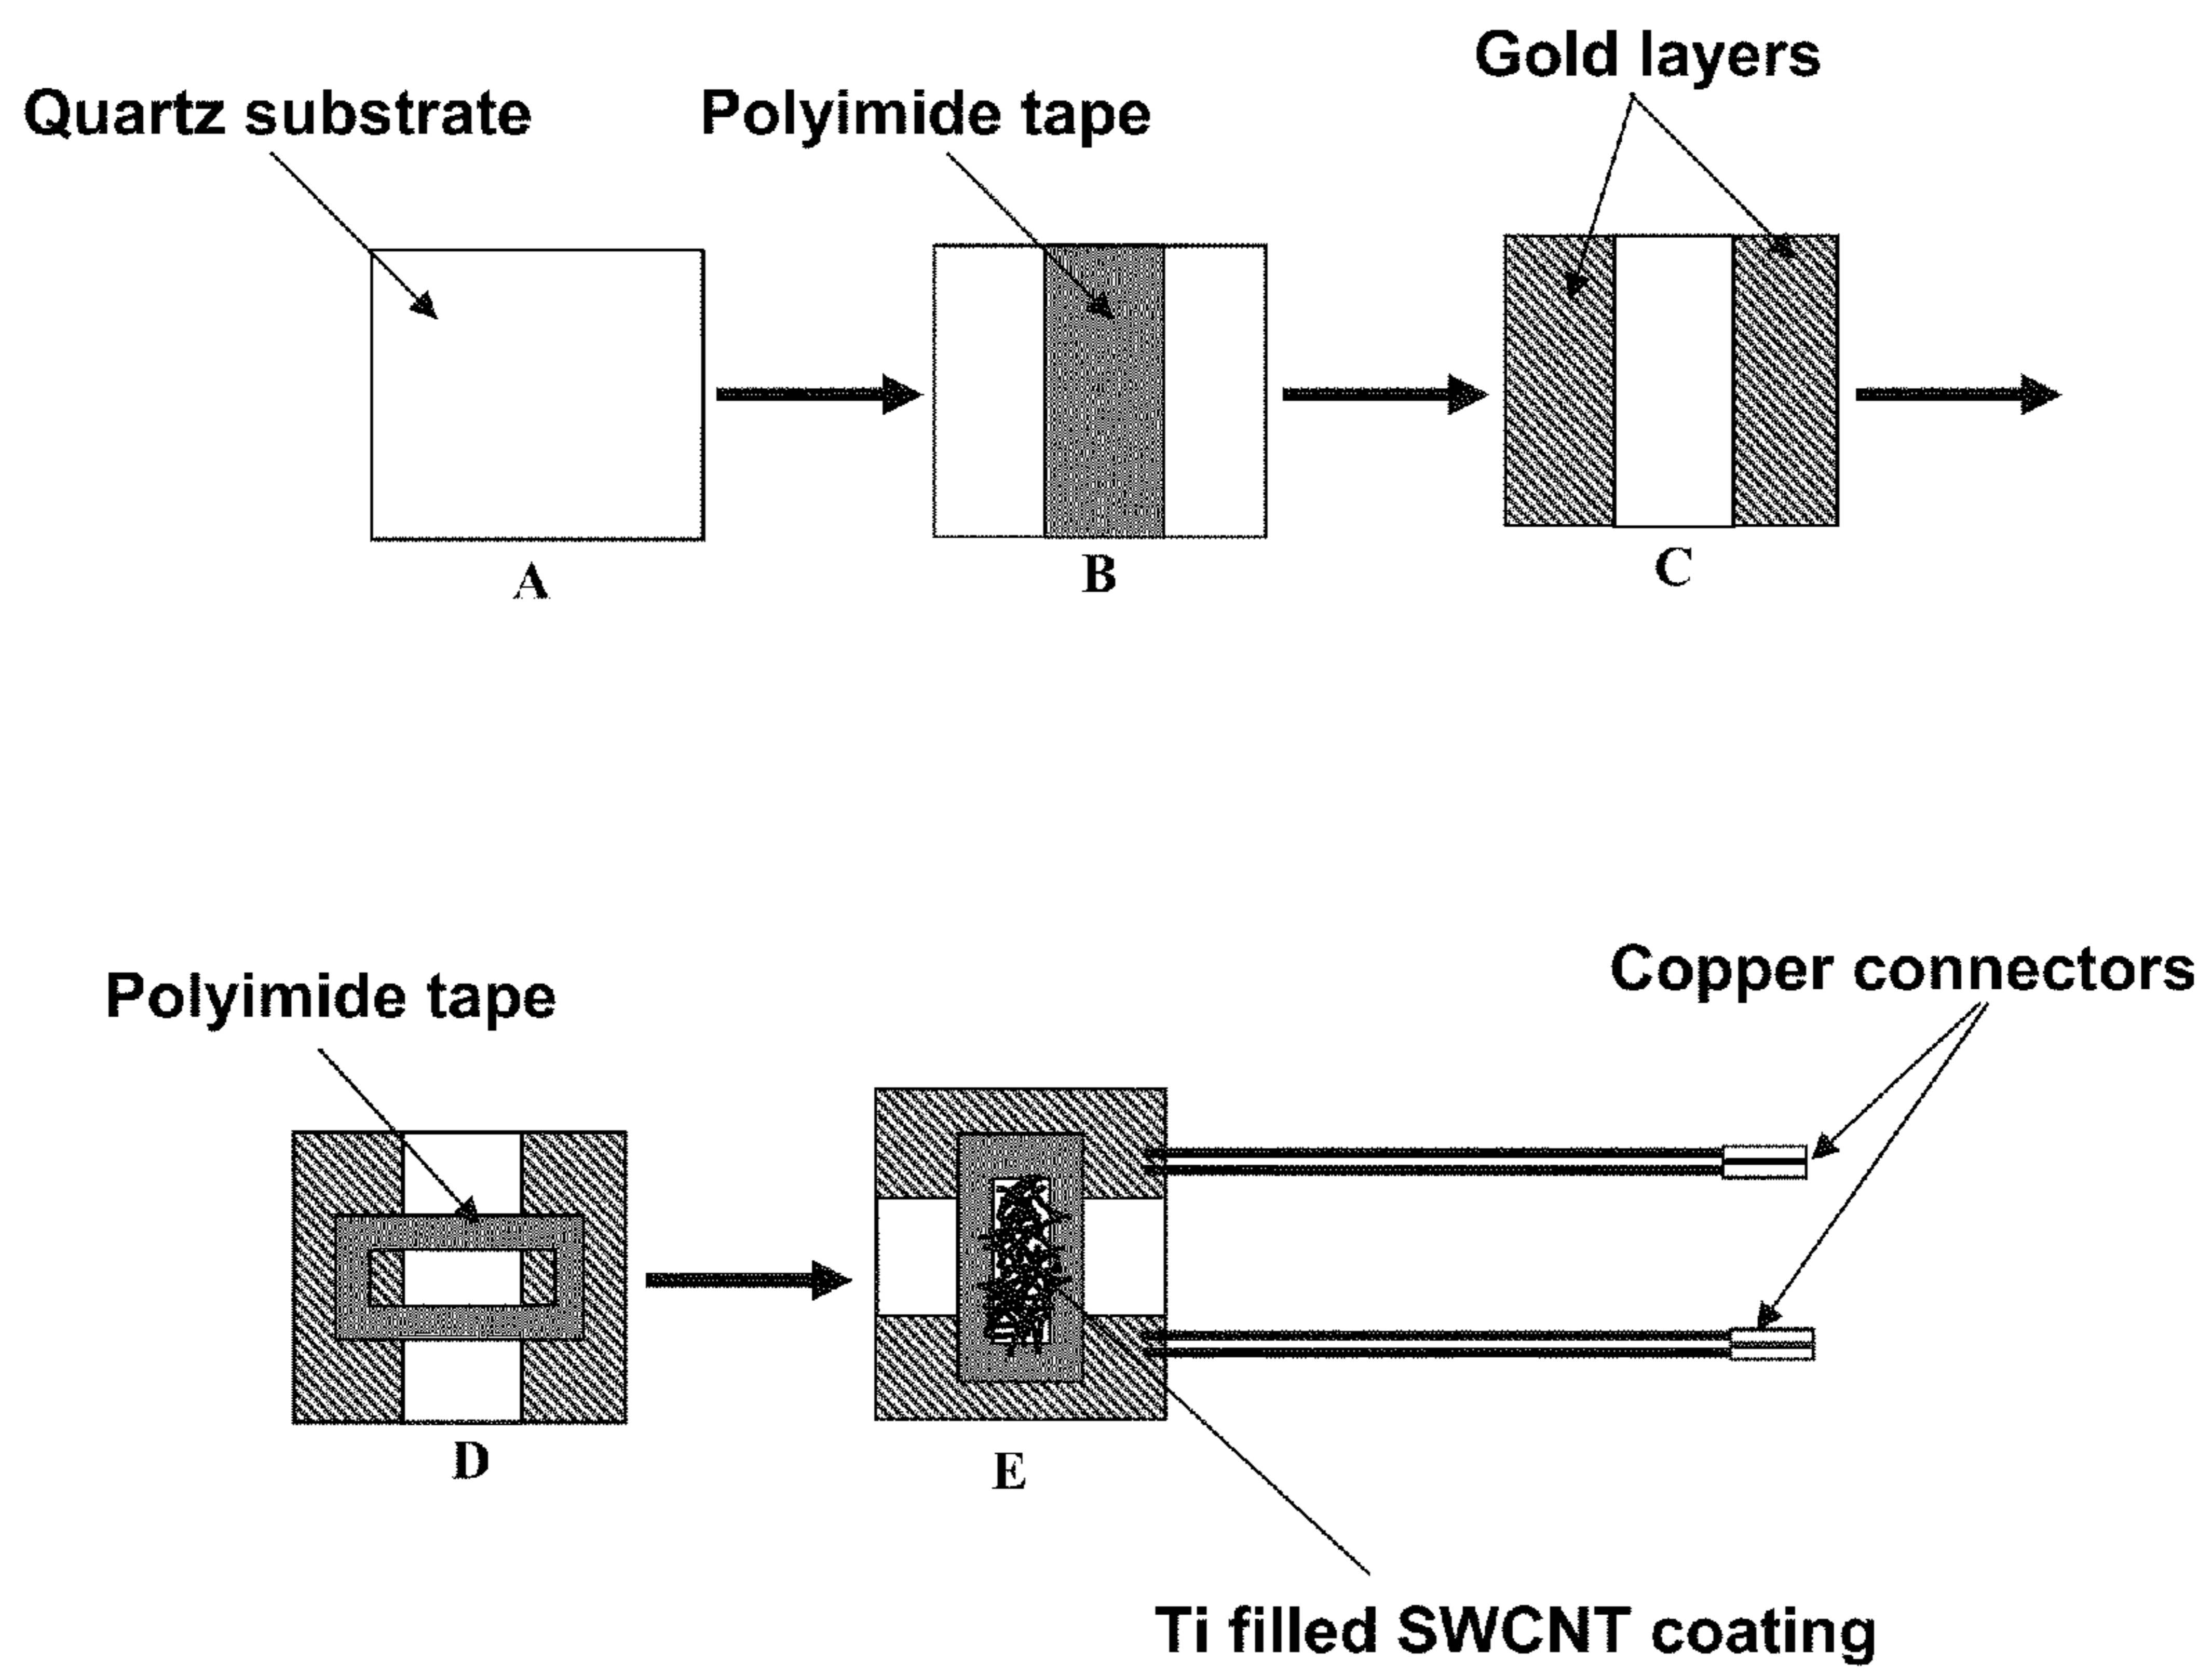 Gold layers
Quartz substrate
Polyimide tape
A
B
C
Copper connectors
Polyimide tape
D
E
Ti filled SWCNT coating